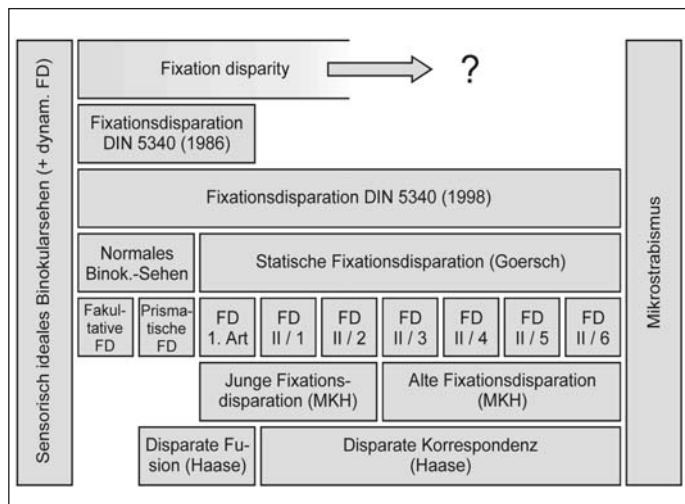 Sensorisch ideales Binokularsehen (+ dynam. FD)
Fixation disparity
?
Fixationsdisparation
DIN 5340 (1986)
Fixationsdisparation DIN 5340 (1998)
Normales
Binok.-Sehen
Statische Fixationsdisparation (Goersch)
Fakul-
tative
FD
Prisma-
tische
FD
FD
1. Art
FD
II / 1
FD
II / 2
FD
II / 3
FD
II / 4
FD
II / 5
FD
II / 6
Junge Fixations-
disparation (MKH)
Alte Fixationsdisparation
(MKH)
Disparate Fu-
sion (Haase)
Disparate Korrespondenz
(Haase)
Mikrostrabismus